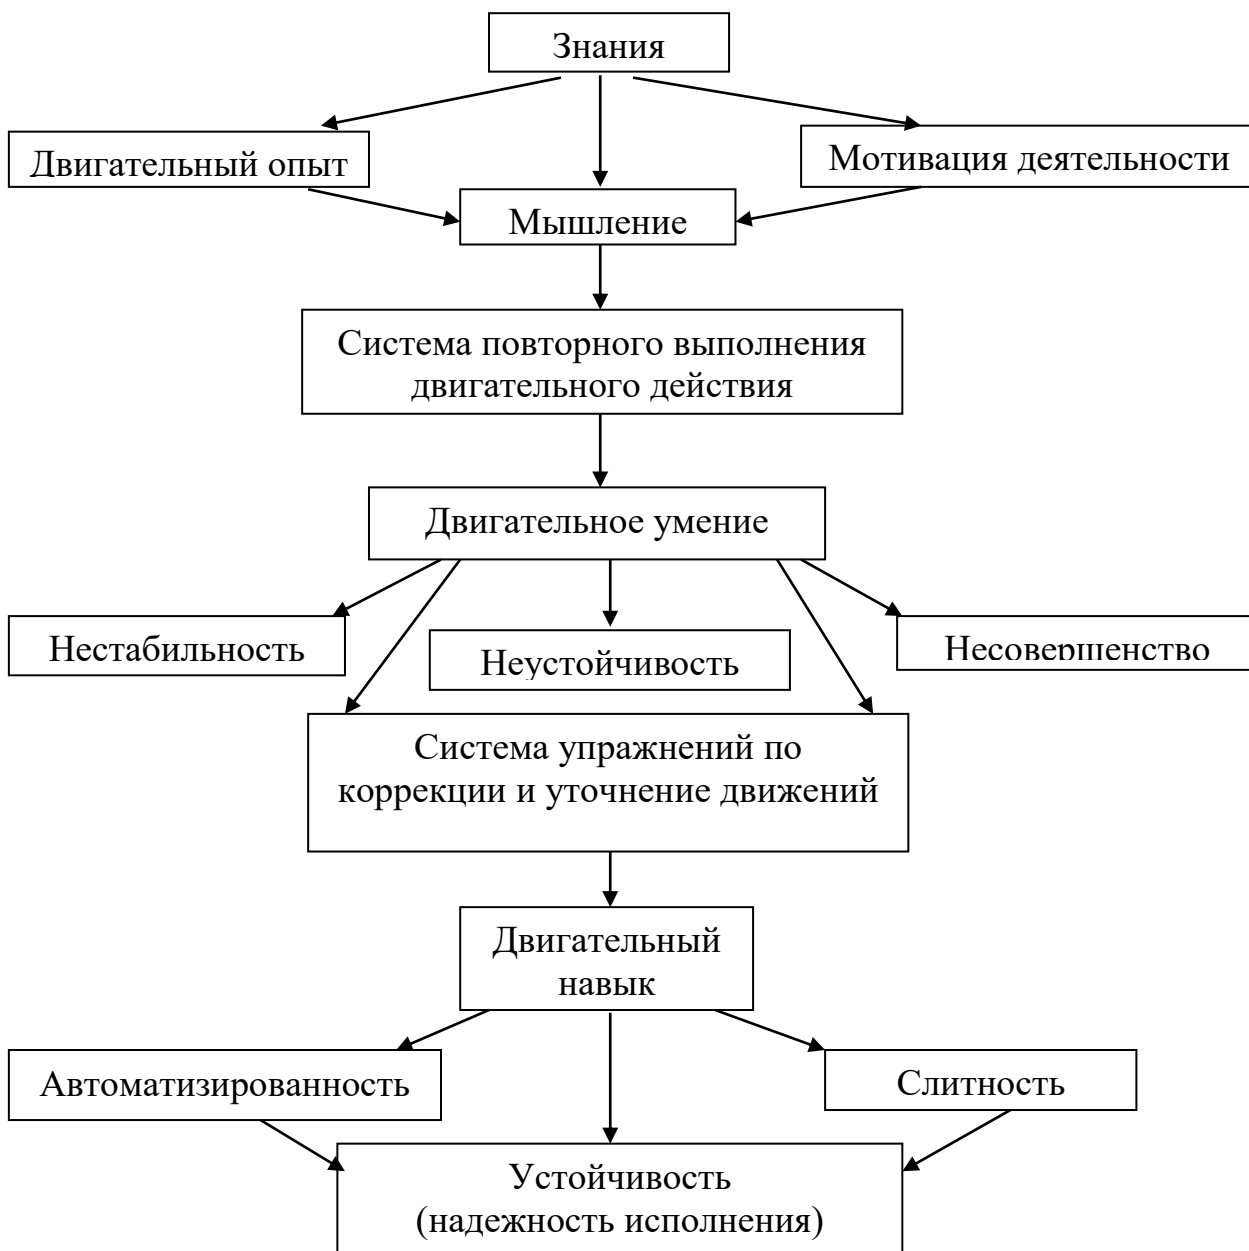 Знания
Двигательный опыт
Мотивация деятельности
Мышление
Система повторного выполнения
двигательного действия
Двигательное умение
Нестабильность
Неустойчивость
Несовершенство
Система упражнений по
коррекции и уточнение движений
Двигательный
навык
Автоматизированность
Слитность
Устойчивость
(надежность исполнения)